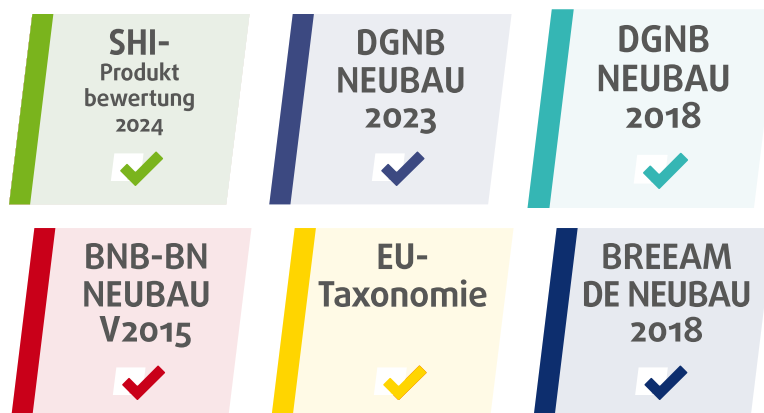 SHI-
Produkt
bewertung
2024
DGNB
NEUBAU
2023
DGNB
NEUBAU
2018
BNB-BN
NEUBAU
V2015
EU-
Taxonomie
BREEAM
DE NEUBAU
2018